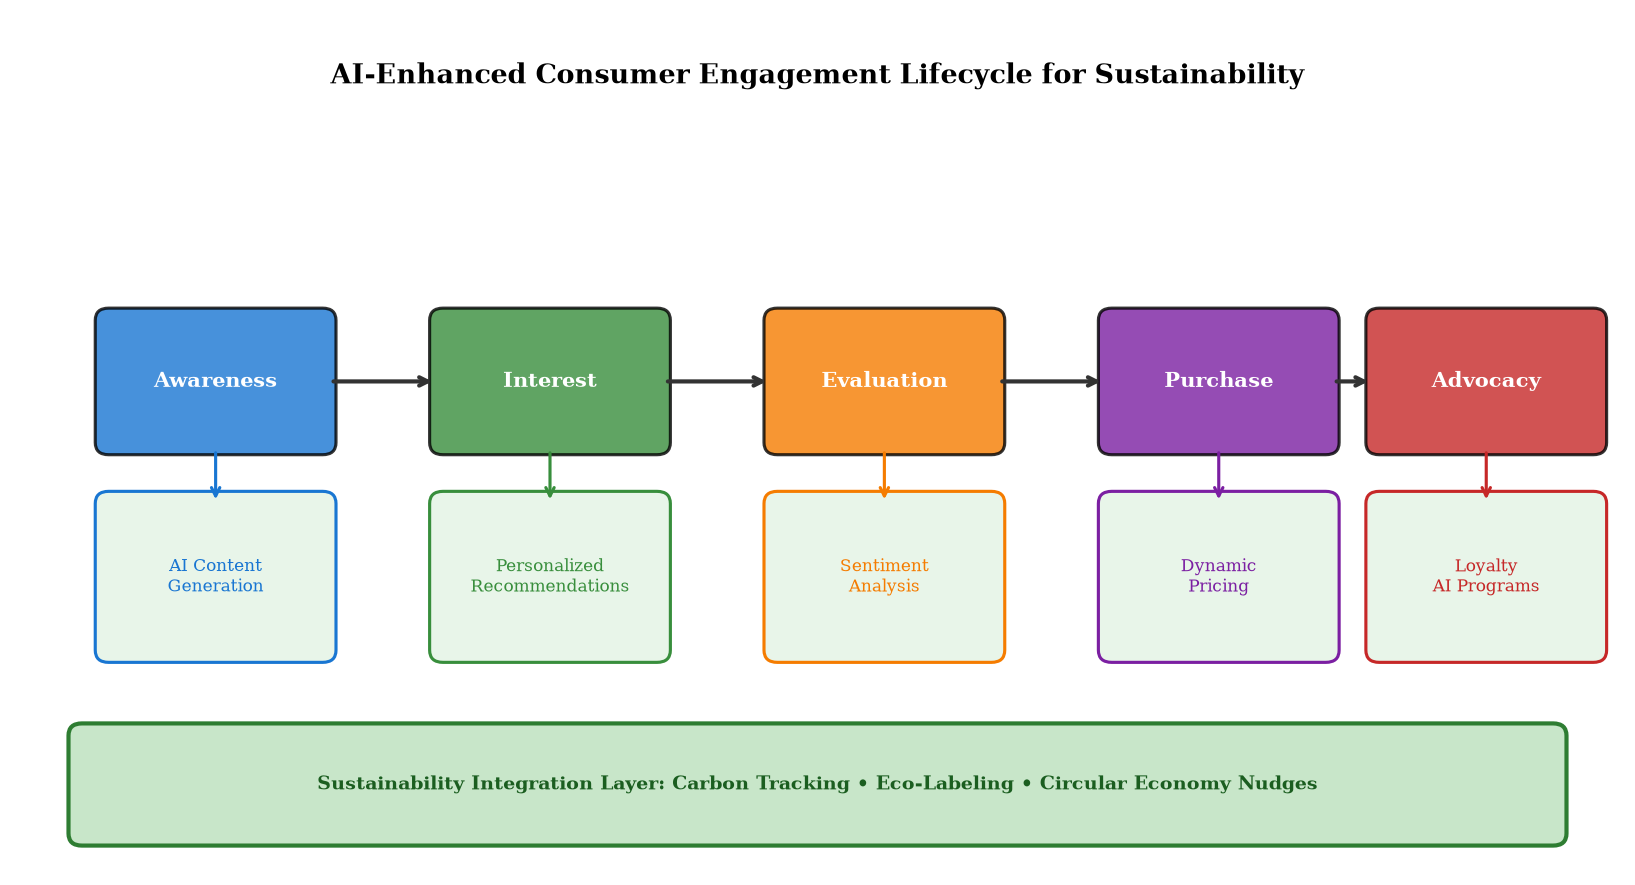 AI-Enhanced Consumer Engagement Lifecycle for Sustainability
Awareness
Interest
Evaluation
Purchase
Advocacy
AI Content
Generation
Personalized
Recommendations
Sentiment
Analysis
Dynamic
Pricing
Loyalty
AI Programs
Sustainability Integration Layer: Carbon Tracking • Eco-Labeling • Circular Economy Nudges